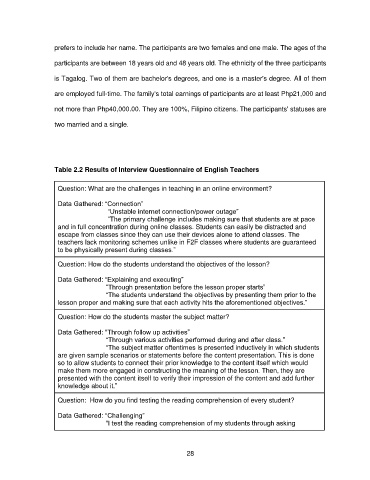 prefers to include her name. The participants are two females and one male. The ages of the
participants are between 18 years old and 48 years old. The ethnicity of the three participants
is Tagalog. Two of them are bachelor's degrees, and one is a master's degree. All of them
are employed full-time. The family's total earnings of participants are at least Php21,000 and
not more than Php40,000.00. They are 100%, Filipino citizens. The participants' statuses are
two married and a single.
Table 2.2 Results of Interview Questionnaire of English Teachers
Question: What are the challenges in teaching in an online environment?
Data Gathered: "Connection"
"Unstable internet connection/power outage"
"The primary challenge includes making sure that students are at pace
and in full concentration during online classes. Students can easily be distracted and
escape from classes since they can use their devices alone to attend classes. The
teachers lack monitoring schemes unlike in F2F classes where students are guaranteed
to be physically present during classes."
Question: How do the students understand the objectives of the lesson?
Data Gathered: "Explaining and executing"
"Through presentation before the lesson proper starts"
"The students understand the objectives by presenting them prior to the
lesson proper and making sure that each activity hits the aforementioned objectives."
Question: How do the students master the subject matter?
Data Gathered: "Through follow up activities"
"Through various activities performed during and after class."
"The subject matter oftentimes is presented inductively in which students
are given sample scenarios or statements before the content presentation. This is done
so to allow students to connect their prior knowledge to the content itself which would
make them more engaged in constructing the meaning of the lesson. Then, they are
presented with the content itself to verify their impression of the content and add further
knowledge about it."
Question: How do you find testing the reading comprehension of every student?
Data Gathered: "Challenging"
"I test the reading comprehension of my students through asking
28